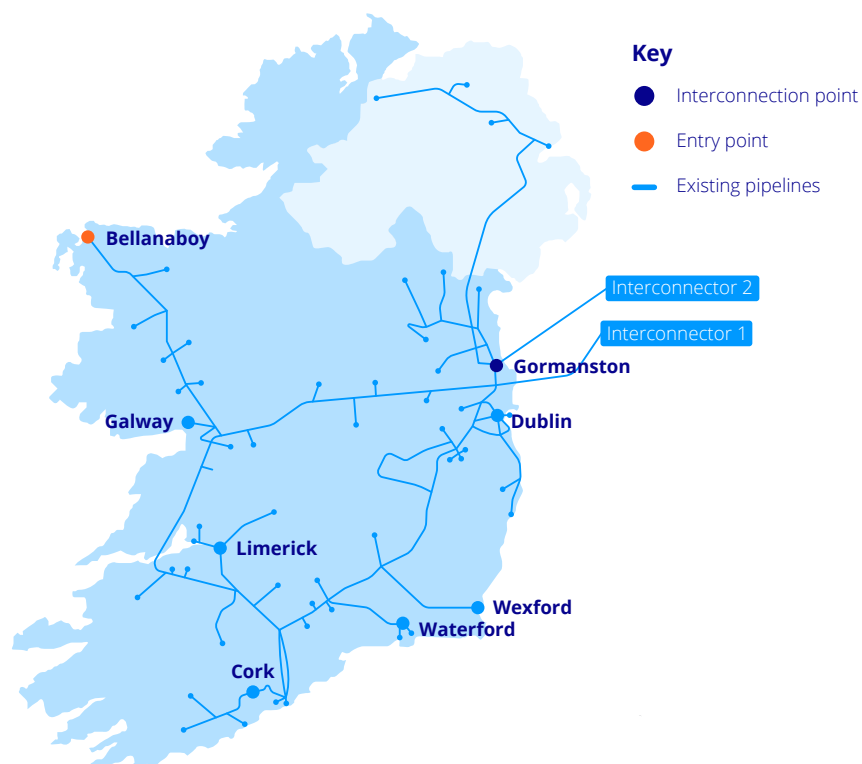 Key
Interconnection point
Entry point
Existing pipelines
Bellanaboy
Interconnector 2
Interconnector 1
Gormanston
Galway
Dublin
Limerick
Wexford
Waterford
Cork